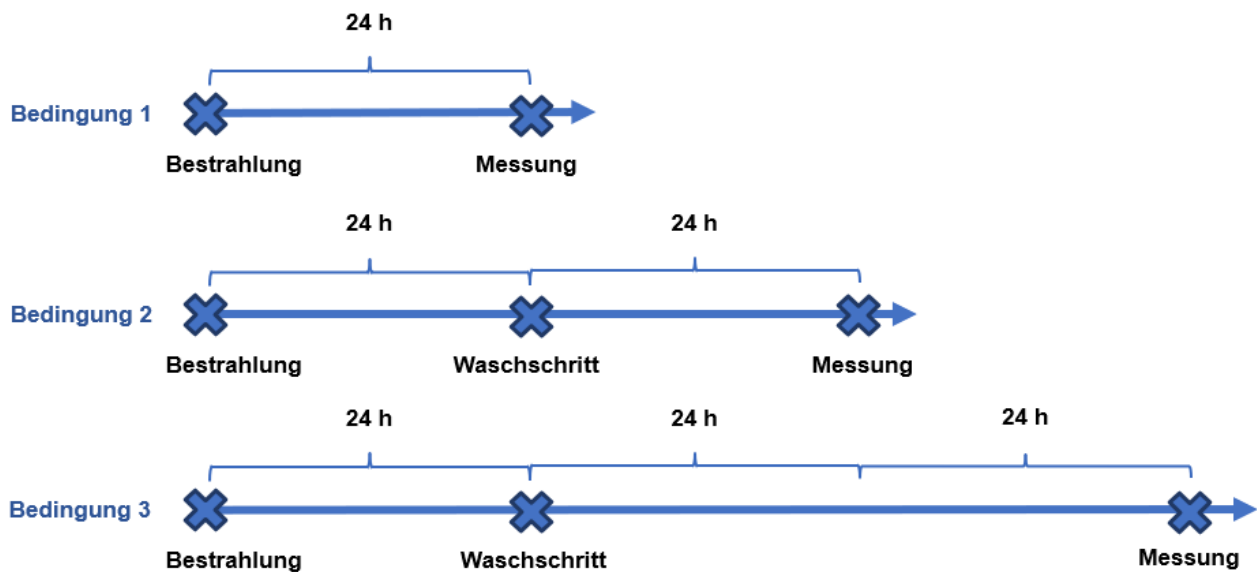 24 h
Bedingung 1
Bestrahlung Messung
24 h 24 h
Bedingung 2
Bestrahlung Waschschritt Messung
24 h 24 h 24 h
Bedingung 3
Bestrahlung Waschschritt Messung